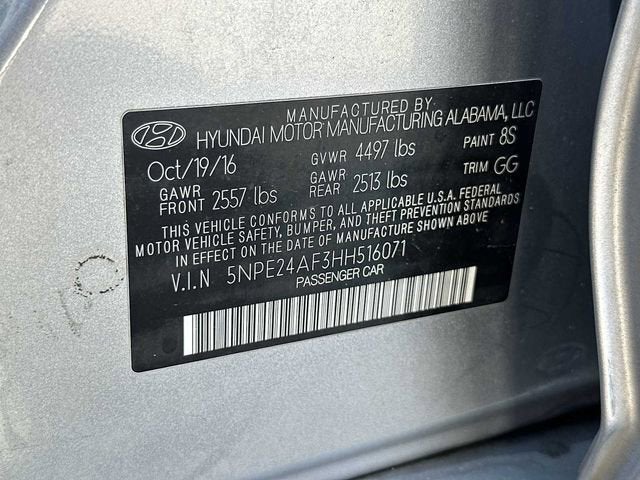 MANUFACTURED BY
HYUNDAI MOTOR MANUFACTURING ALABAMA, LLC
Oct/19/16 GVWR 4497 lbs PAINT 8S
GAWR FRONT 2557 lbs GAWR REAR 2513 lbs TRIM GG
THIS VEHICLE CONFORMS TO ALL APPLICABLE U.S.A. FEDERAL
MOTOR VEHICLE SAFETY, BUMPER, AND THEFT PREVENTION STANDARDS
IN EFFECT ON THE DATE OF MANUFACTURE SHOWN ABOVE
V.I.N 5NPE24AF3HH516071
PASSENGER CAR